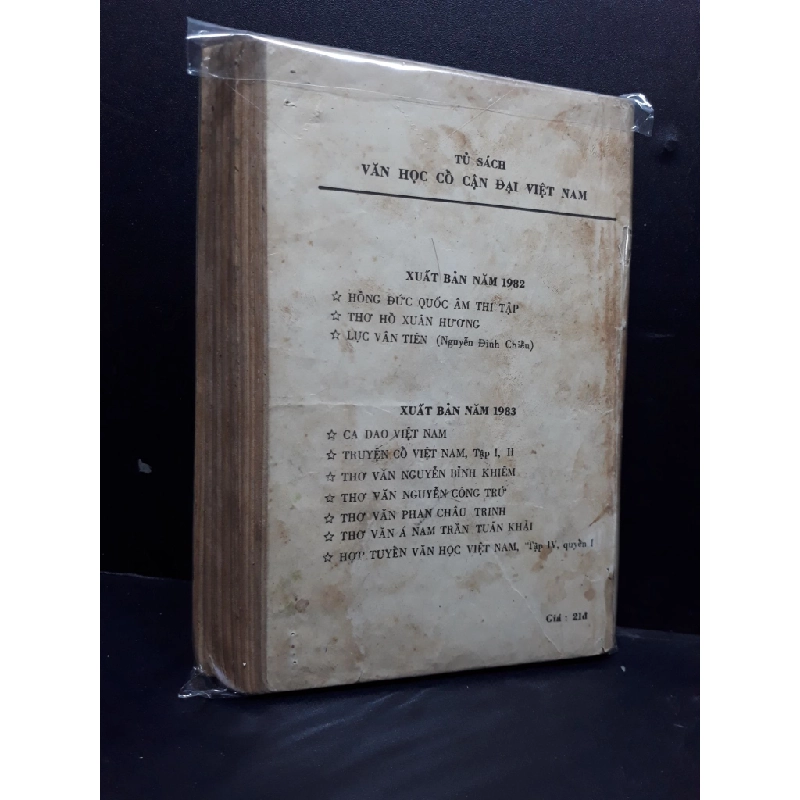 TỦ SÁCH
VĂN HỌC CỔ CẬN ĐẠI VIỆT NAM
XUẤT BẢN NĂM 1982
☆ HỒNG ĐỨC QUỐC ÂM THI TẬP
☆ THƠ HỒ XUÂN HƯƠNG
☆ LỤC VÂN TIÊN (Nguyễn Đình Chiểu)
XUẤT BẢN NĂM 1983
☆ CA DAO VIỆT NAM
☆ TRUYỆN CỔ VIỆT NAM, Tập I, II
☆ THƠ VĂN NGUYỄN BỈNH KHIÊM
☆ THƠ VĂN NGUYỄN CÔNG TRỨ
☆ THƠ VĂN PHAN CHÂU TRINH
☆ THƠ VĂN Á NAM TRẦN TUẤN KHẢI
☆ HỢP TUYỂN VĂN HỌC VIỆT NAM, Tập IV, quyển I
Giá : 21đ